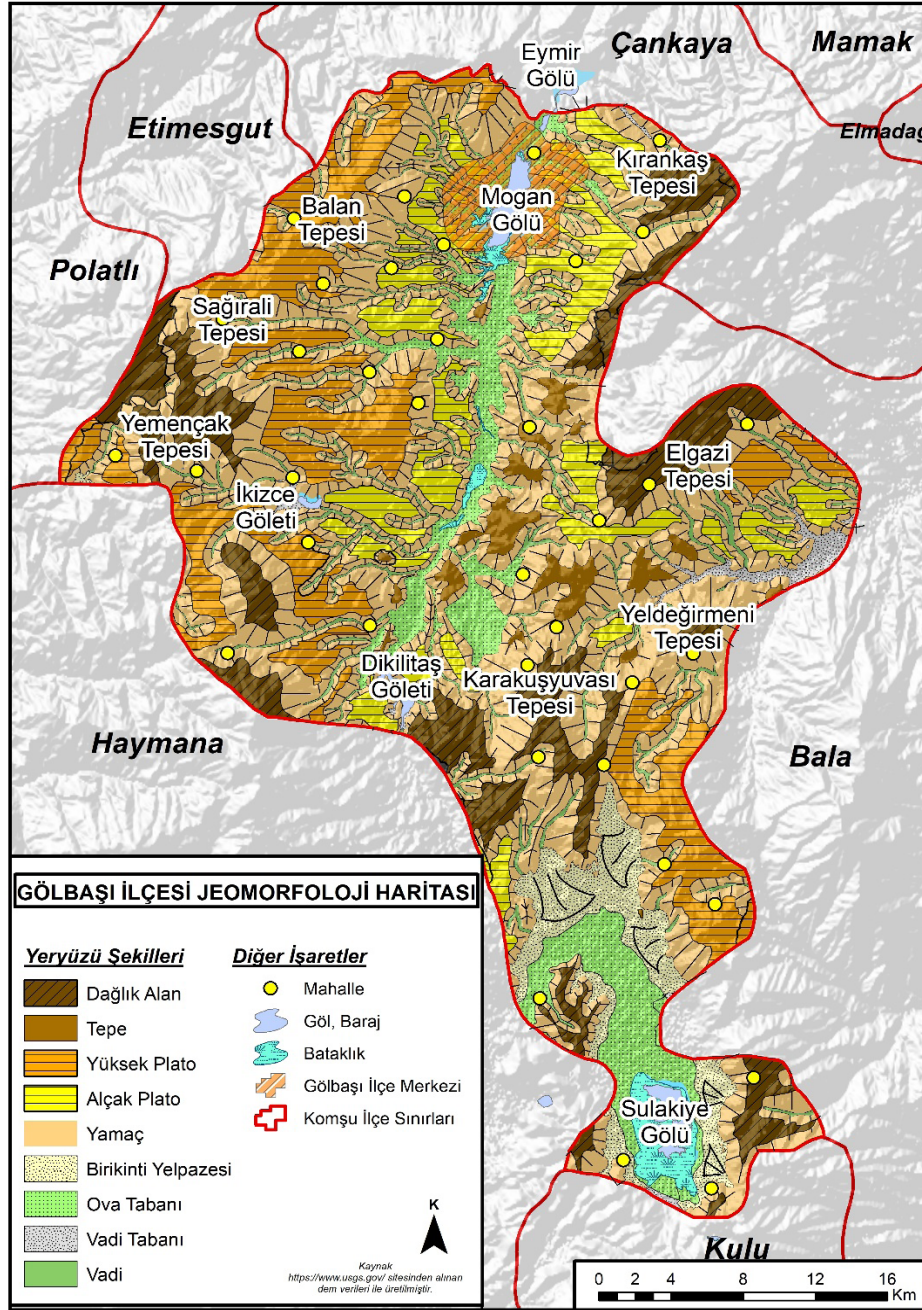 Çankaya
Mamak
Eymir
Gölü
Etimesgut
Elmadağ
Kırankaş
Tepesi
Mogan
Gölü
Balan
Tepesi
Polatlı
Sağırali
Tepesi
Yemençak
Tepesi
Elgazi
Tepesi
İkizce
Göleti
Yeldeğirmeni
Tepesi
Dikilitaş
Göleti
Karakuşyuvası
Tepesi
Haymana
Bala
GÖLBAŞI İLÇESİ JEOMORFOLOJİ HARİTASI
Yeryüzü Şekilleri
Dağlık Alan
Tepe
Yüksek Plato
Alçak Plato
Yamaç
Birikinti Yelpazesi
Ova Tabanı
Vadi Tabanı
Vadi
Diğer İşaretler
Mahalle
Göl, Baraj
Bataklık
Gölbaşı İlçe Merkezi
Komşu İlçe Sınırları
K
Kaynak
https://www.usgs.gov/ sitesinden alınan
dem verileri ile üretilmiştir.
Sulakiye
Gölü
Kulu
0 2 4 8 12 16
Km